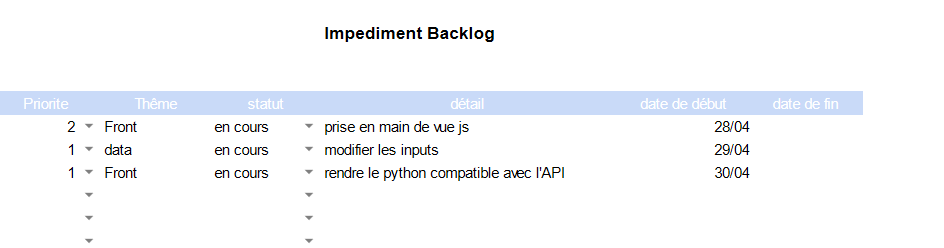 Impediment Backlog
Priorite Thême statut détail date de début date de fin
2 Front en cours prise en main de vue js 28/04
1 data en cours modifier les inputs 29/04
1 Front en cours rendre le python compatible avec l'API 30/04